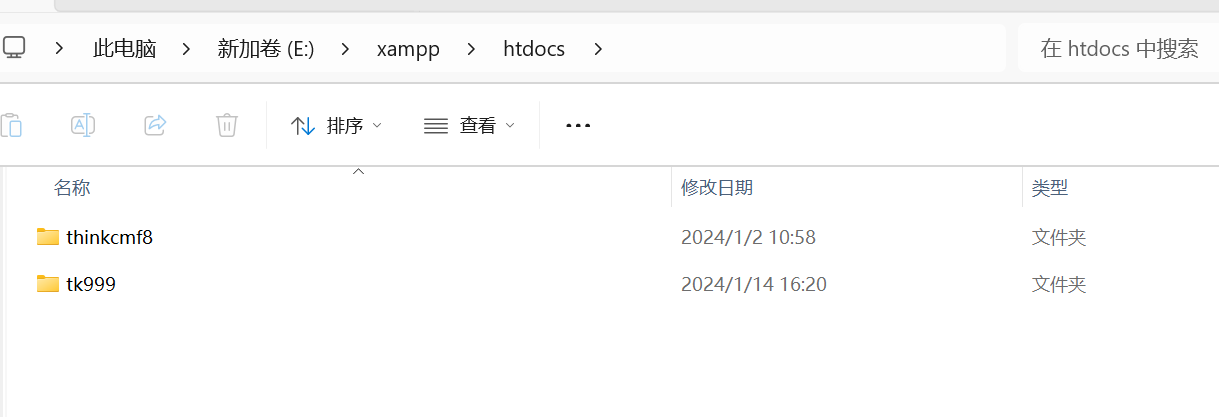 此电脑 > 新加卷 (E:) > xampp > htdocs > 在 htdocs 中搜索
排序 查看 ...
名称 修改日期 类型
thinkcmf8 2024/1/2 10:58 文件夹
tk999 2024/1/14 16:20 文件夹